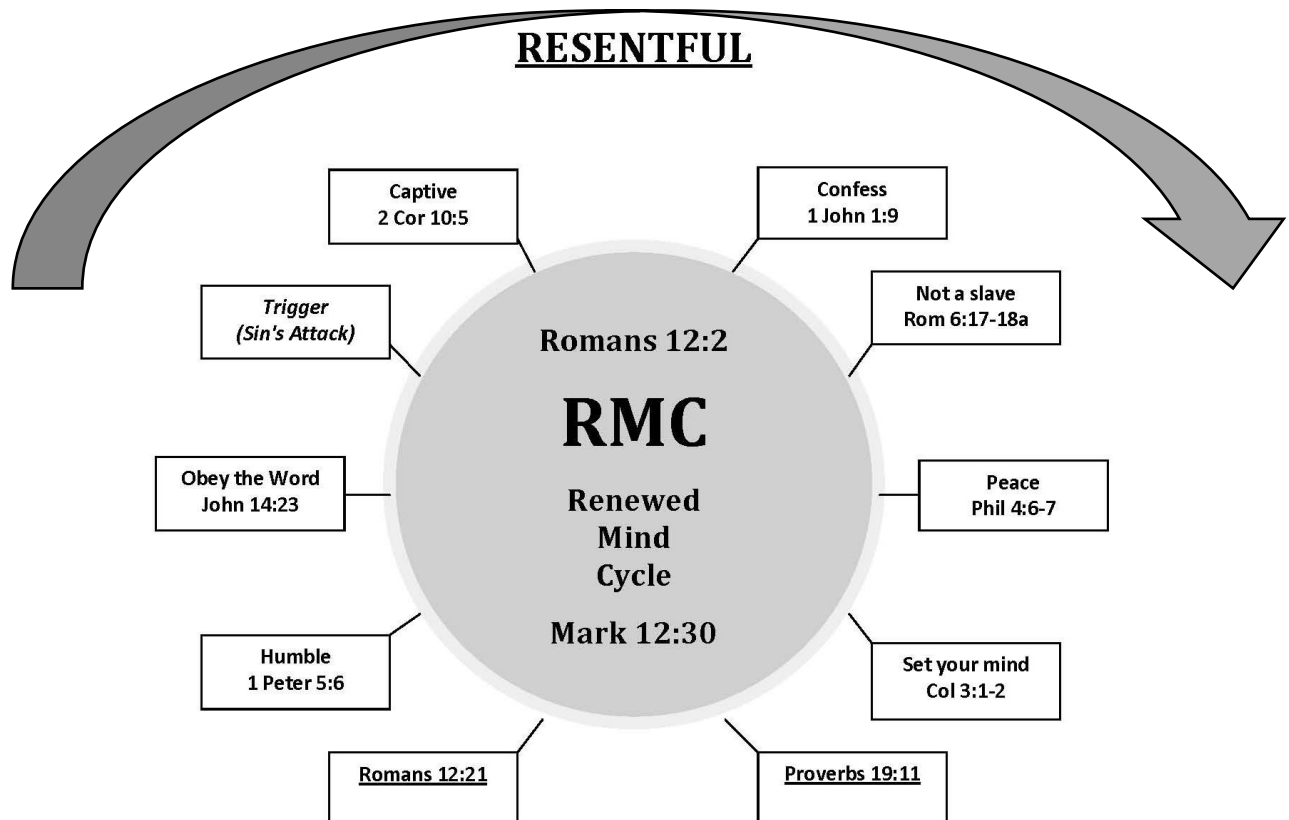 RESENTFUL
Captive
2 Cor 10:5
Confess
1 John 1:9
Trigger
(Sin's Attack)
Not a slave
Rom 6:17-18a
Romans 12:2
RMC
Renewed
Mind
Cycle
Mark 12:30
Obey the Word
John 14:23
Peace
Phil 4:6-7
Humble
1 Peter 5:6
Set your mind
Col 3:1-2
Romans 12:21
Proverbs 19:11